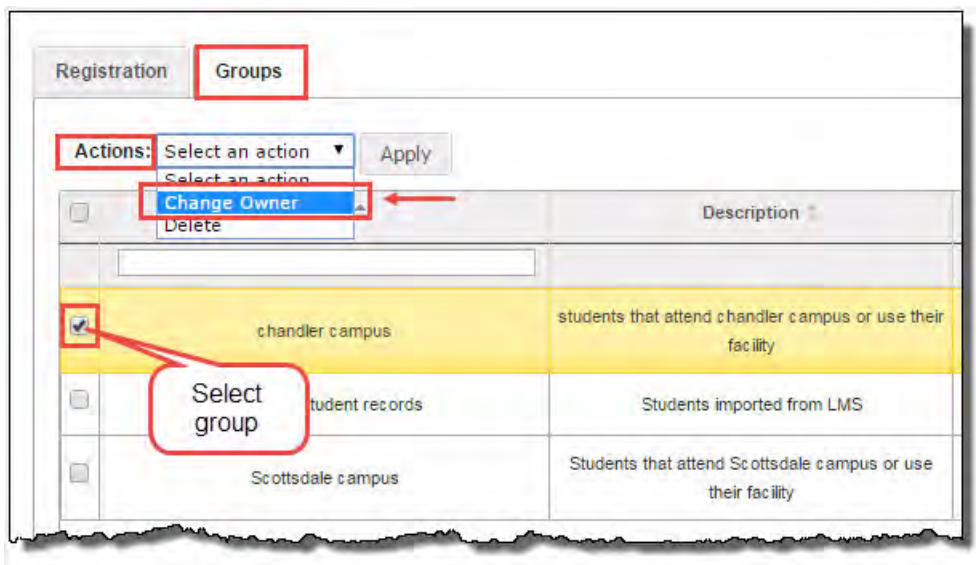 Registration Groups
Actions: Select an action Apply
Select an action
Change Owner
Delete
Description
chandler campus
students that attend chandler campus or use their
facility
Select
group
tudent records
Students imported from LMS
Scottsdale campus
Students that attend Scottsdale campus or use
their facility